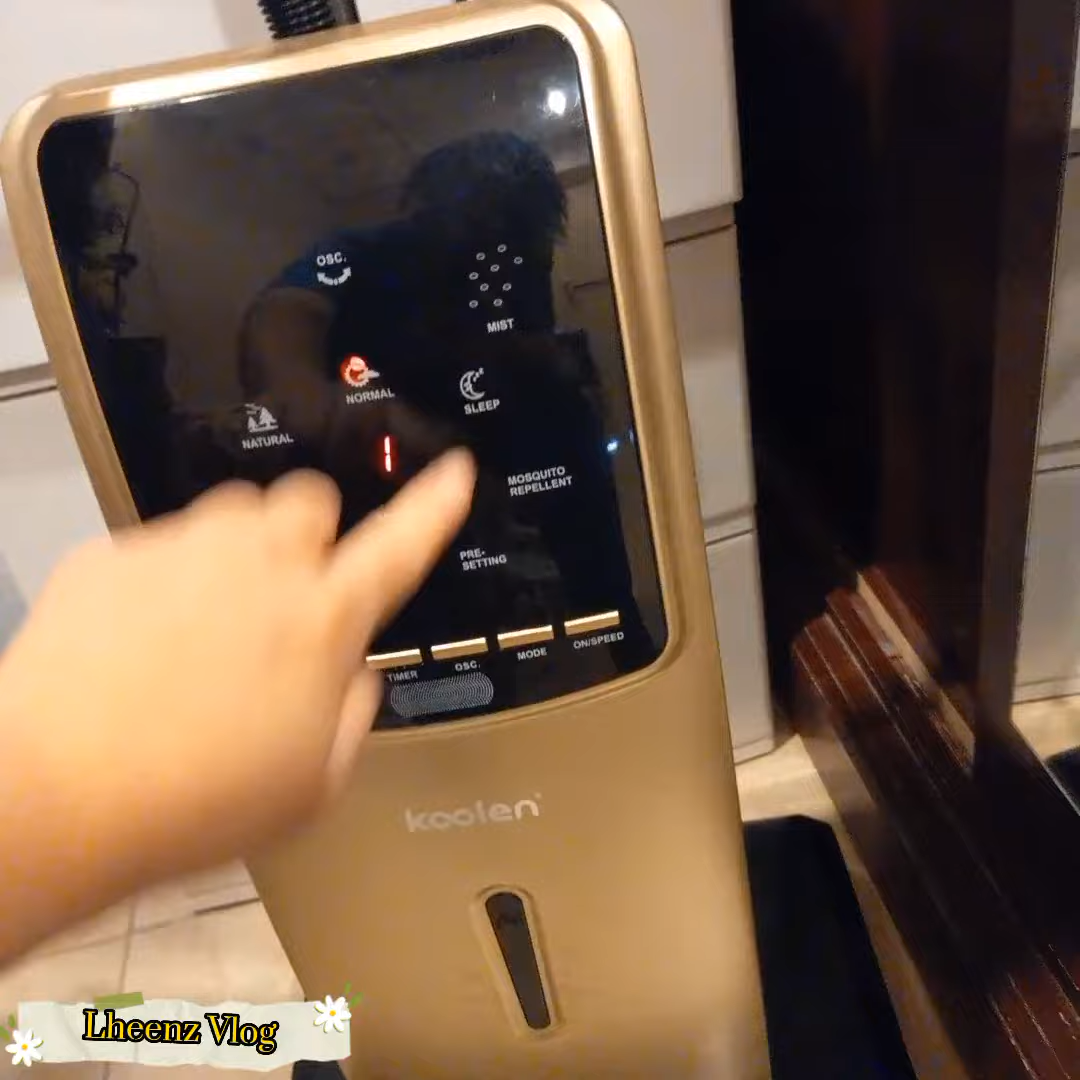 OSC.
MIST
NORMAL
SLEEP
NATURAL
1
MOSQUITO
REPELLENT
PRE-
SETTING
TIMER
OSC.
MODE
ON/SPEED
koolen
Lheenz Vlog